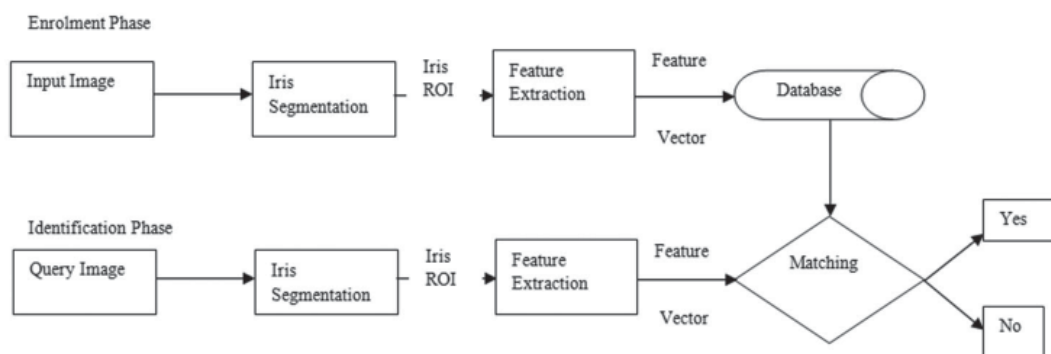 Enrolment Phase
Input Image
Iris
Segmentation
Iris
ROI
Feature
Extraction
Feature
Vector
Database
Identification Phase
Query Image
Iris
Segmentation
Iris
ROI
Feature
Extraction
Feature
Vector
Matching
Yes
No